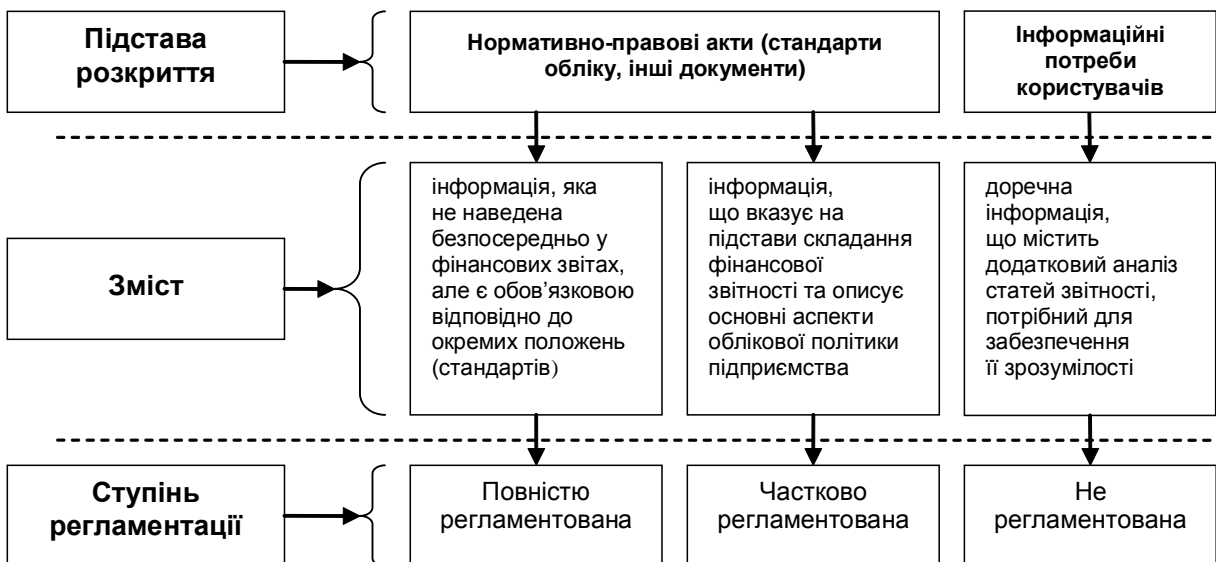 Підстава
розкриття
Нормативно-правові акти (стандарти
обліку, інші документи)
Інформаційні
потреби
користувачів
Зміст
інформація, яка
не наведена
безпосередньо у
фінансових звітах,
але є обов’язковою
відповідно до
окремих положень
(стандартів)
інформація,
що вказує на
підстави складання
фінансової
звітності та описує
основні аспекти
облікової політики
підприємства
доречна
інформація,
що містить
додатковий аналіз
статей звітності,
потрібний для
забезпечення
її зрозумілості
Ступінь
регламентації
Повністю
регламентована
Частково
регламентована
Не
регламентована